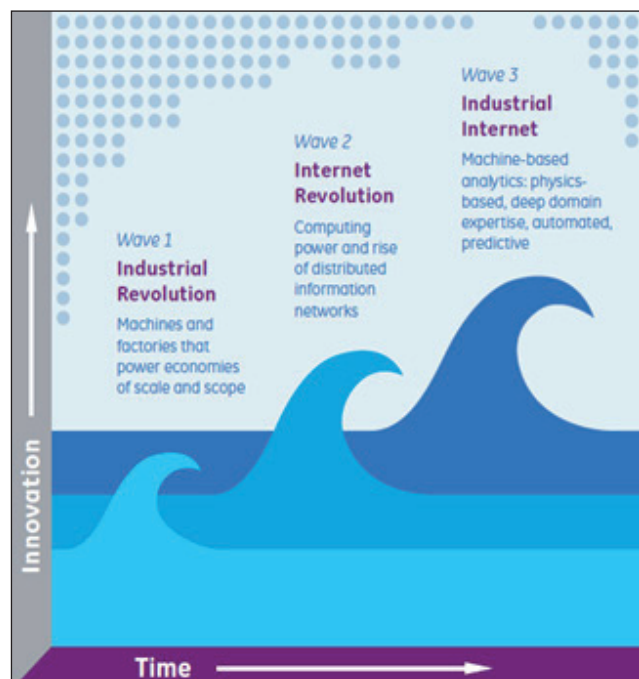 Wave 1
Industrial
Revolution
Machines and
factories that
power economies
of scale and scope
Wave 2
Internet
Revolution
Computing
power and rise
of distributed
information
networks
Wave 3
Industrial
Internet
Machine-based
analytics: physics-
based, deep domain
expertise, automated,
predictive
Innovation
Time